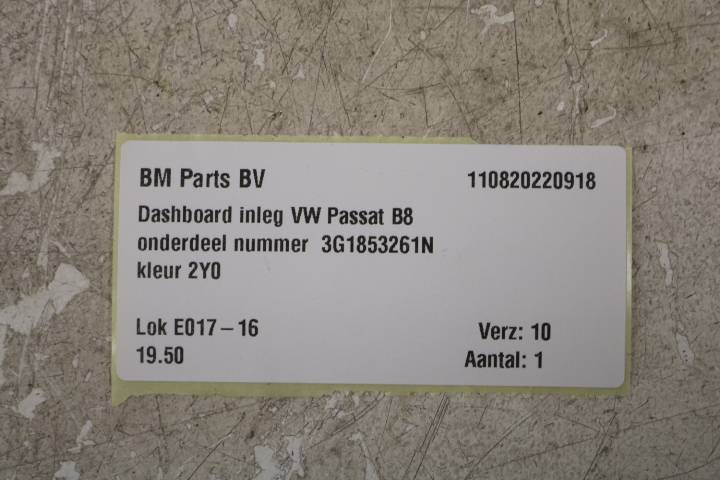 BM Parts BV 110820220918
Dashboard inleg VW Passat B8
onderdeel nummer 3G1853261N
kleur 2Y0
Lok E017-16 Verz: 10
19.50 Aantal: 1